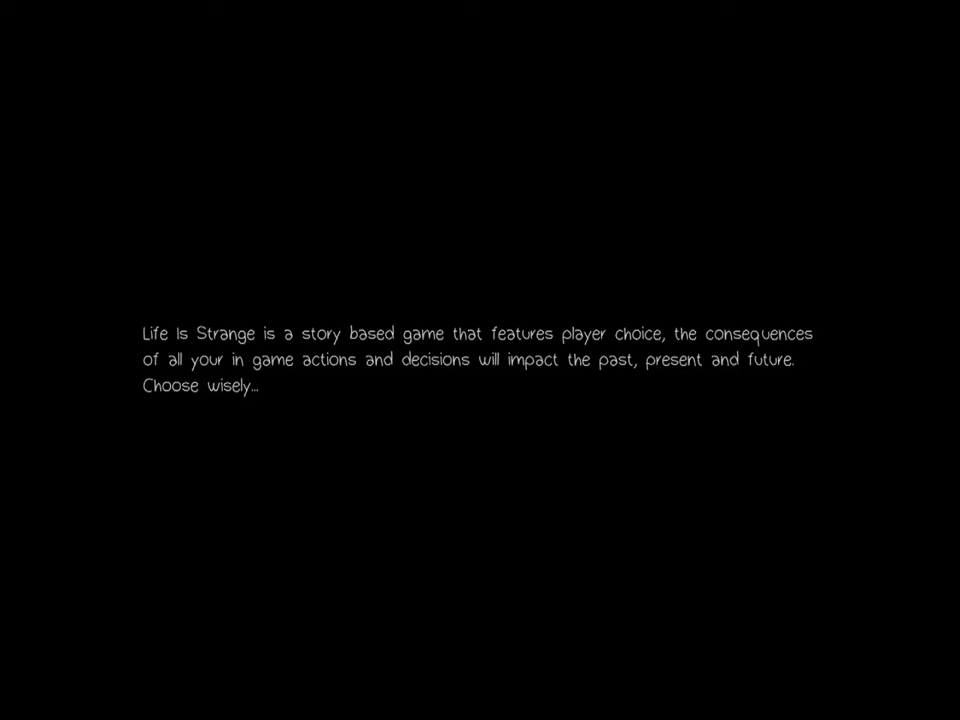 Life Is Strange is a story based game that features player choice, the consequences
of all your in game actions and decisions will impact the past, present and future.
Choose wisely...